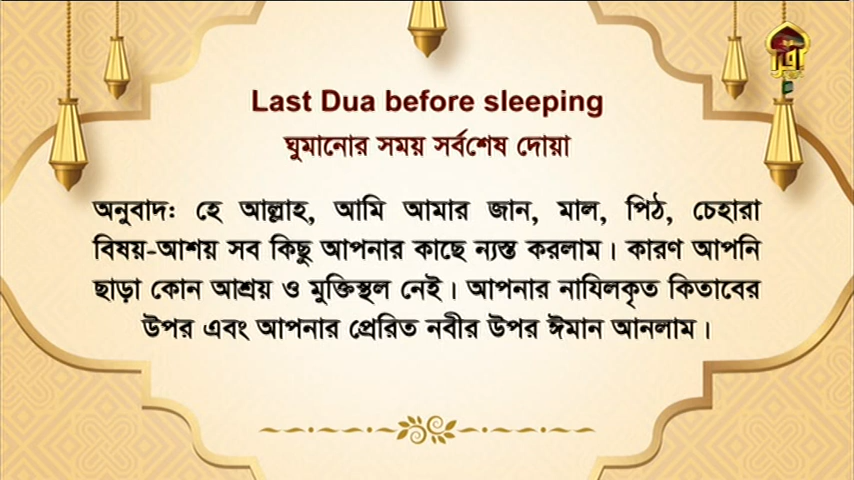 Last Dua before sleeping
ঘুমানোর সময় সর্বশেষ দোয়া
অনুবাদ: হে আল্লাহ, আমি আমার জান, মাল, পিঠ, চেহারা
বিষয়-আশয় সব কিছু আপনার কাছে ন্যস্ত করলাম। কারণ আপনি
ছাড়া কোন আশ্রয় ও মুক্তিস্থল নেই। আপনার নাযিলকৃত কিতাবের
উপর এবং আপনার প্রেরিত নবীর উপর ঈমান আনলাম।